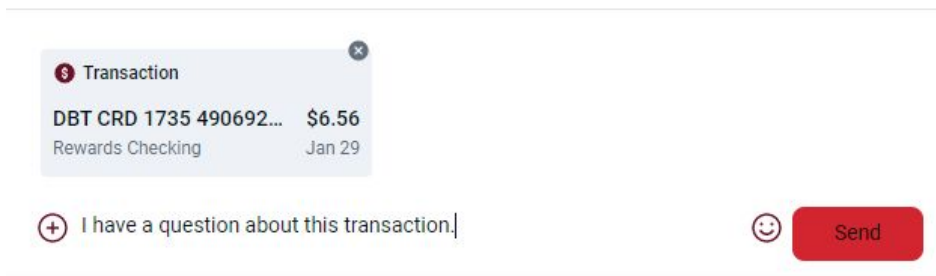 Transaction
DBT CRD 1735 490692... $6.56
Rewards Checking Jan 29
I have a question about this transaction.
Send